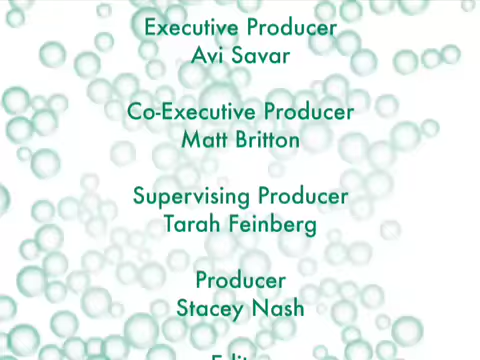 Executive Producer
Avi Savar
Co-Executive Producer
Matt Britton
Supervising Producer
Tarah Feinberg
Producer
Stacey Nash